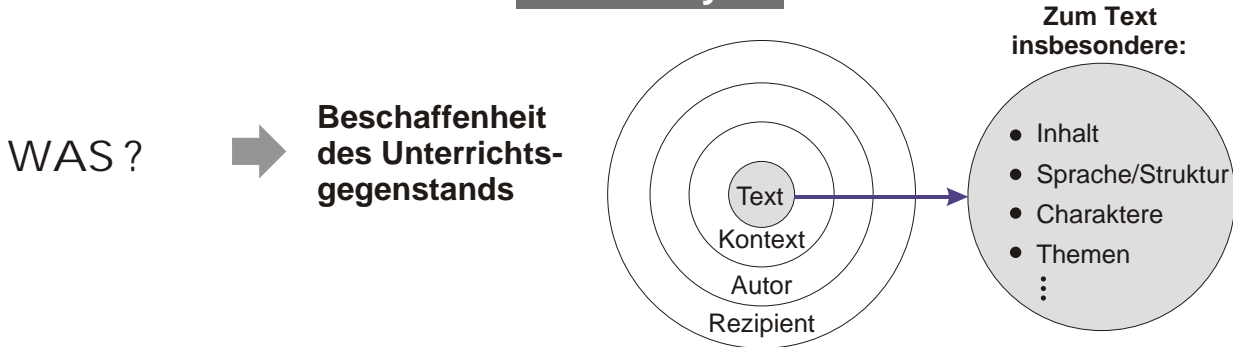 WAS ?
Beschaffenheit
des Unterrichts-
gegenstands
Text
Kontext
Autor
Rezipient
Zum Text
insbesondere:
• Inhalt
• Sprache/Struktur
• Charaktere
• Themen
⋮